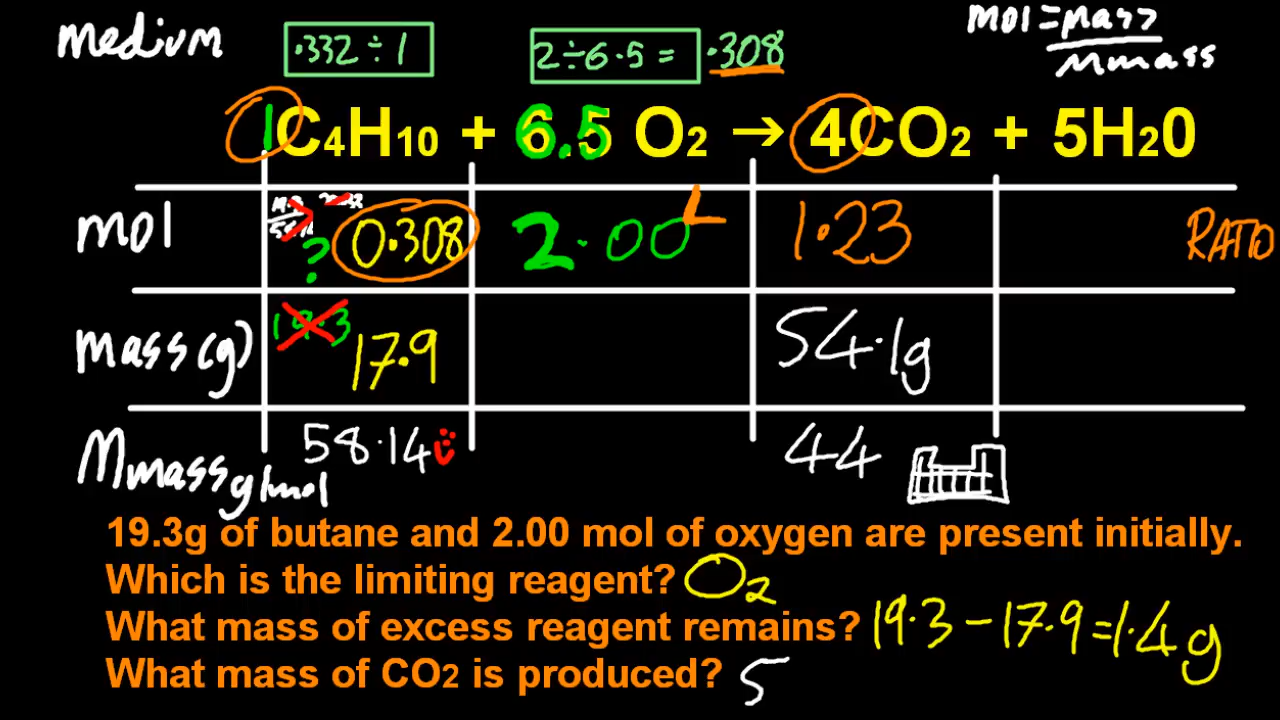 medium
.332 ÷ 1
2 ÷ 6.5 = .308
mol = mass
Mmass
1C4H10 + 6.5 O2 → 4CO2 + 5H20
mol ? 0.308 2.00 L 1.23 RATIO
mass(g) 19.3 17.9 54.1g
Mmass g/mol 58.14 44
19.3g of butane and 2.00 mol of oxygen are present initially.
Which is the limiting reagent? O2
What mass of excess reagent remains? 19.3 - 17.9 = 1.4g
What mass of CO2 is produced? 5